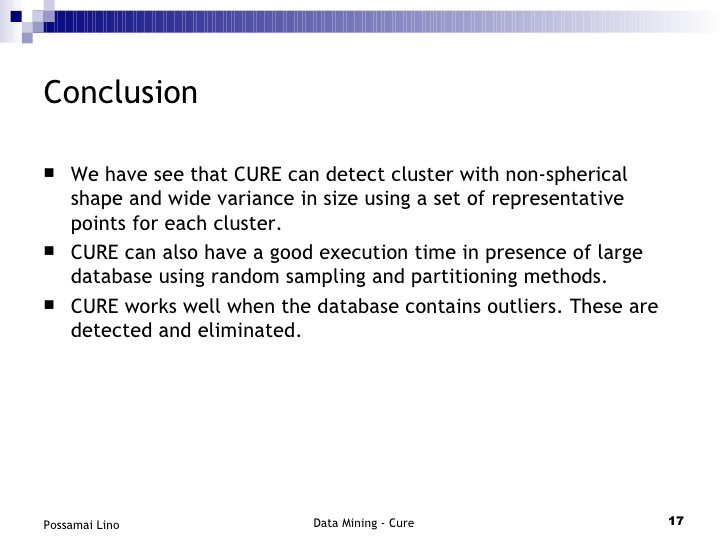 Conclusion
We have see that CURE can detect cluster with non-spherical
shape and wide variance in size using a set of representative
points for each cluster.
CURE can also have a good execution time in presence of large
database using random sampling and partitioning methods.
CURE works well when the database contains outliers. These are
detected and eliminated.
Possamai Lino
Data Mining - Cure
17